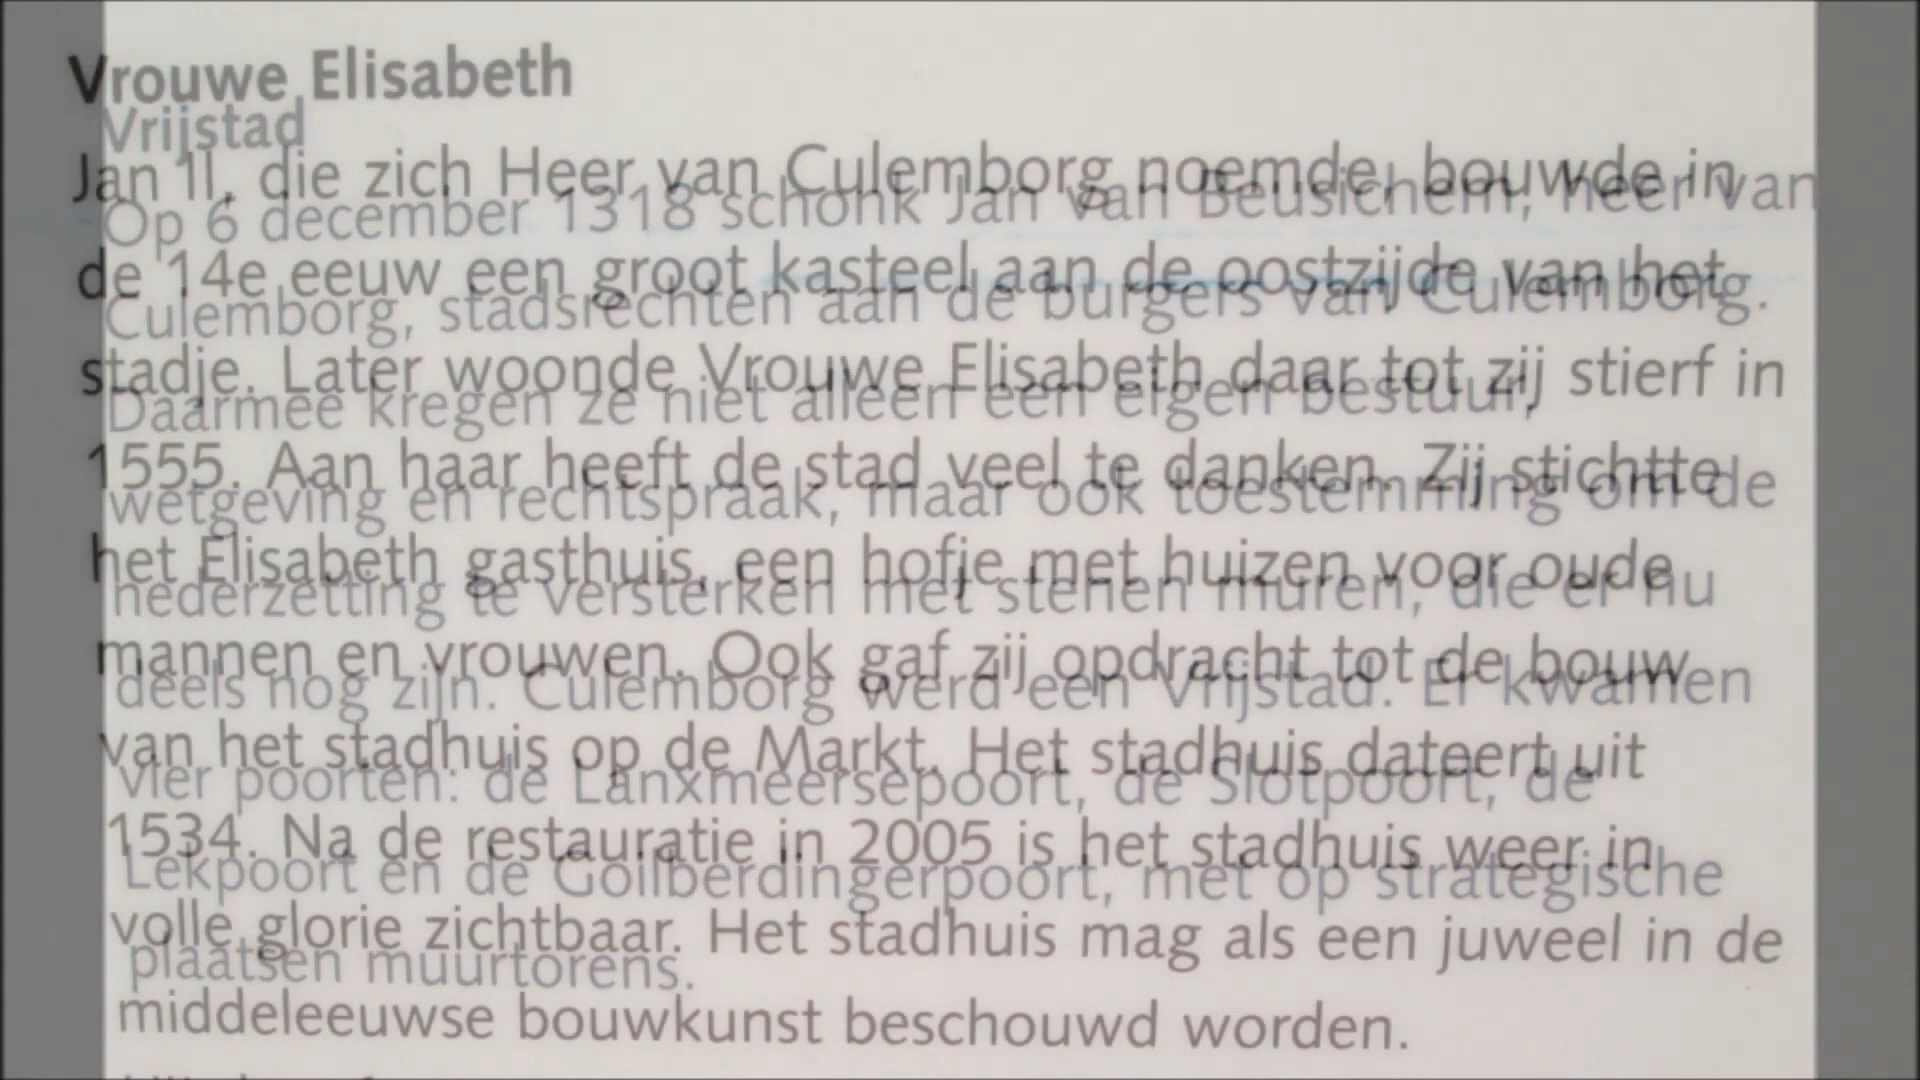 Vrouwe Elisabeth
Jan II, die zich Heer van Culemborg noemde, bouwde in
de 14e eeuw een groot kasteel aan de oostzijde van het
stadje. Later woonde Vrouwe Elisabeth daar tot zij stierf in
1555. Aan haar heeft de stad veel te danken. Zij stichtte
het Elisabeth gasthuis, een hofje met huizen voor oude
mannen en vrouwen. Ook gaf zij opdracht tot de bouw
van het stadhuis op de Markt. Het stadhuis dateert uit
1534. Na de restauratie in 2005 is het stadhuis weer in
volle glorie zichtbaar. Het stadhuis mag als een juweel in de
middeleeuwse bouwkunst beschouwd worden.
Vrijstad
Op 6 december 1318 schonk Jan van Beusichem, heer van
Culemborg, stadsrechten aan de burgers van Culemborg.
Daarmee kregen ze niet alleen een eigen bestuur,
wetgeving en rechtspraak, maar ook toestemming om de
nederzetting te versterken met stenen muren, die er nu
deels nog zijn. Culemborg werd een Vrijstad. Er kwamen
vier poorten: de Lanxmeersepoort, de Slotpoort, de
Lekpoort en de Goilberdingerpoort, met op strategische
plaatsen muurtorens.